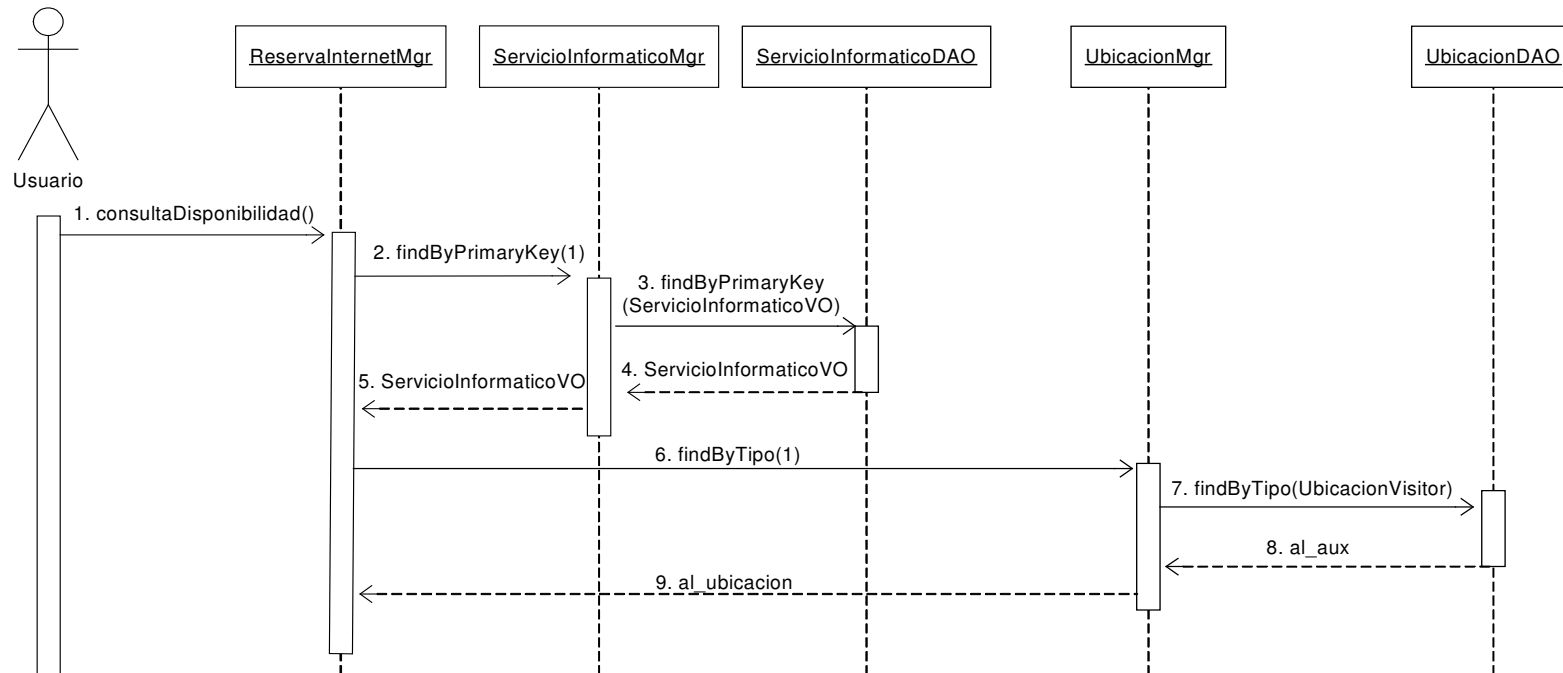 ReservaInternetMgr
ServicioInformaticoMgr
ServicioInformaticoDAO
UbicacionMgr
UbicacionDAO
Usuario
1. consultaDisponibilidad()
2. findByPrimaryKey(1)
3. findByPrimaryKey
(ServicioInformaticoVO)
4. ServicioInformaticoVO
5. ServicioInformaticoVO
6. findByTipo(1)
7. findByTipo(UbicacionVisitor)
8. al_aux
9. al_ubicacion